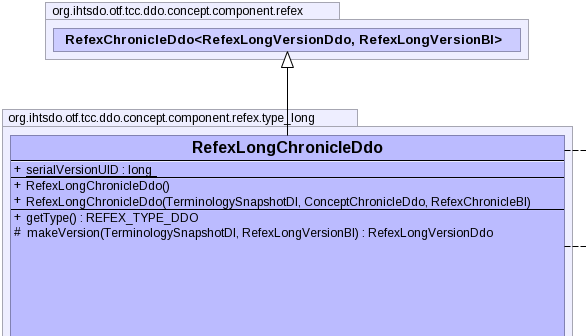 org.ihtsdo.otf.tcc.ddo.concept.component.refex
RefexChronicleDdo<RefexLongVersionDdo, RefexLongVersionBI>
org.ihtsdo.otf.tcc.ddo.concept.component.refex.type_long
RefexLongChronicleDdo
+ serialVersionUID : long
+ RefexLongChronicleDdo()
+ RefexLongChronicleDdo(TerminologySnapshotDI, ConceptChronicleDdo, RefexChronicleBI)
+ getType() : REFEX_TYPE_DDO
# makeVersion(TerminologySnapshotDI, RefexLongVersionBI) : RefexLongVersionDdo